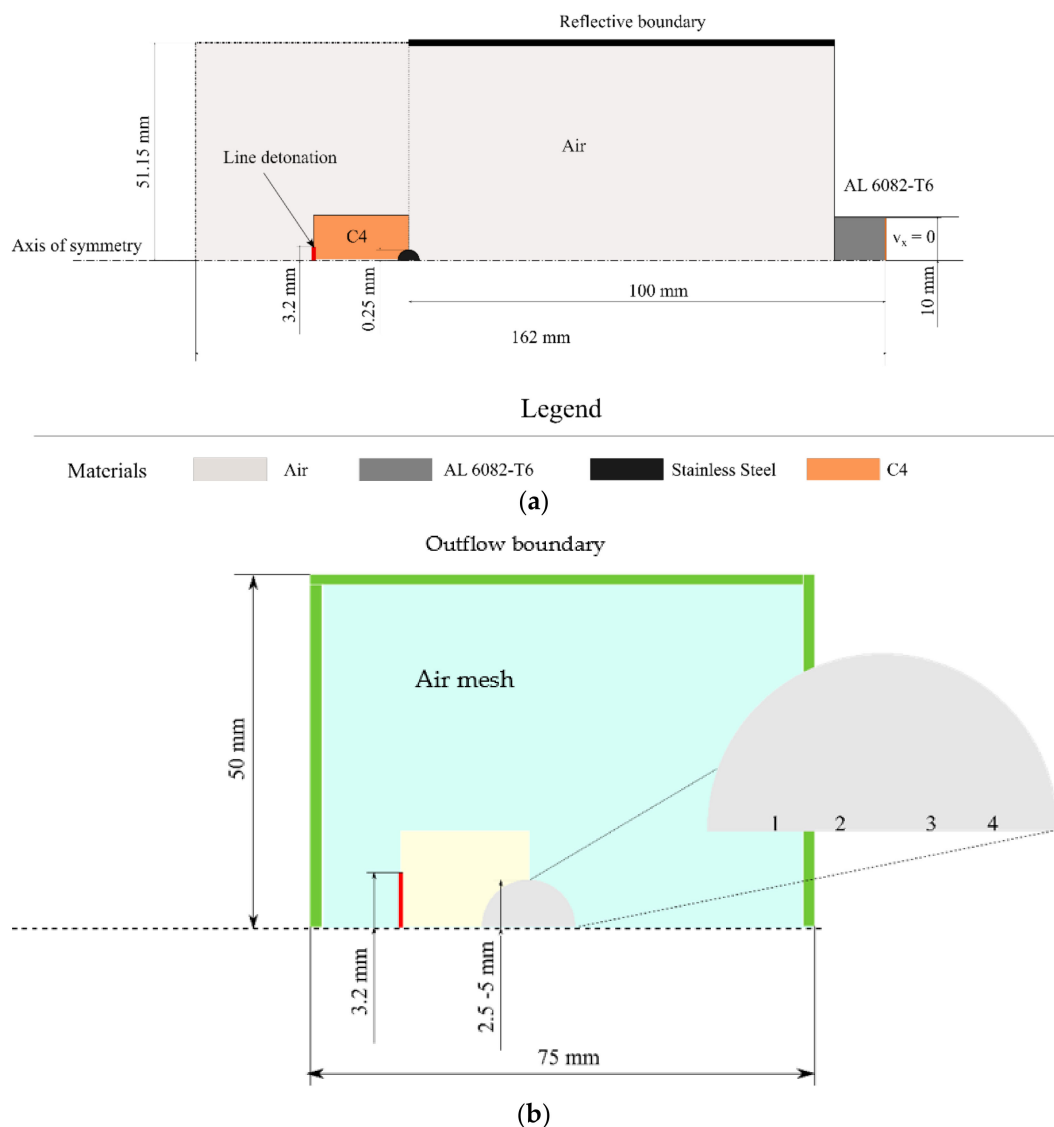 Reflective boundary
51.15 mm
Line detonation
Air
AL 6082-T6
C4
Axis of symmetry
vx = 0
3.2 mm
0.25 mm
100 mm
10 mm
162 mm
Legend
Materials
Air
AL 6082-T6
Stainless Steel
C4
(a)
Outflow boundary
Air mesh
50 mm
1 2 3 4
3.2 mm
2.5 -5 mm
75 mm
(b)